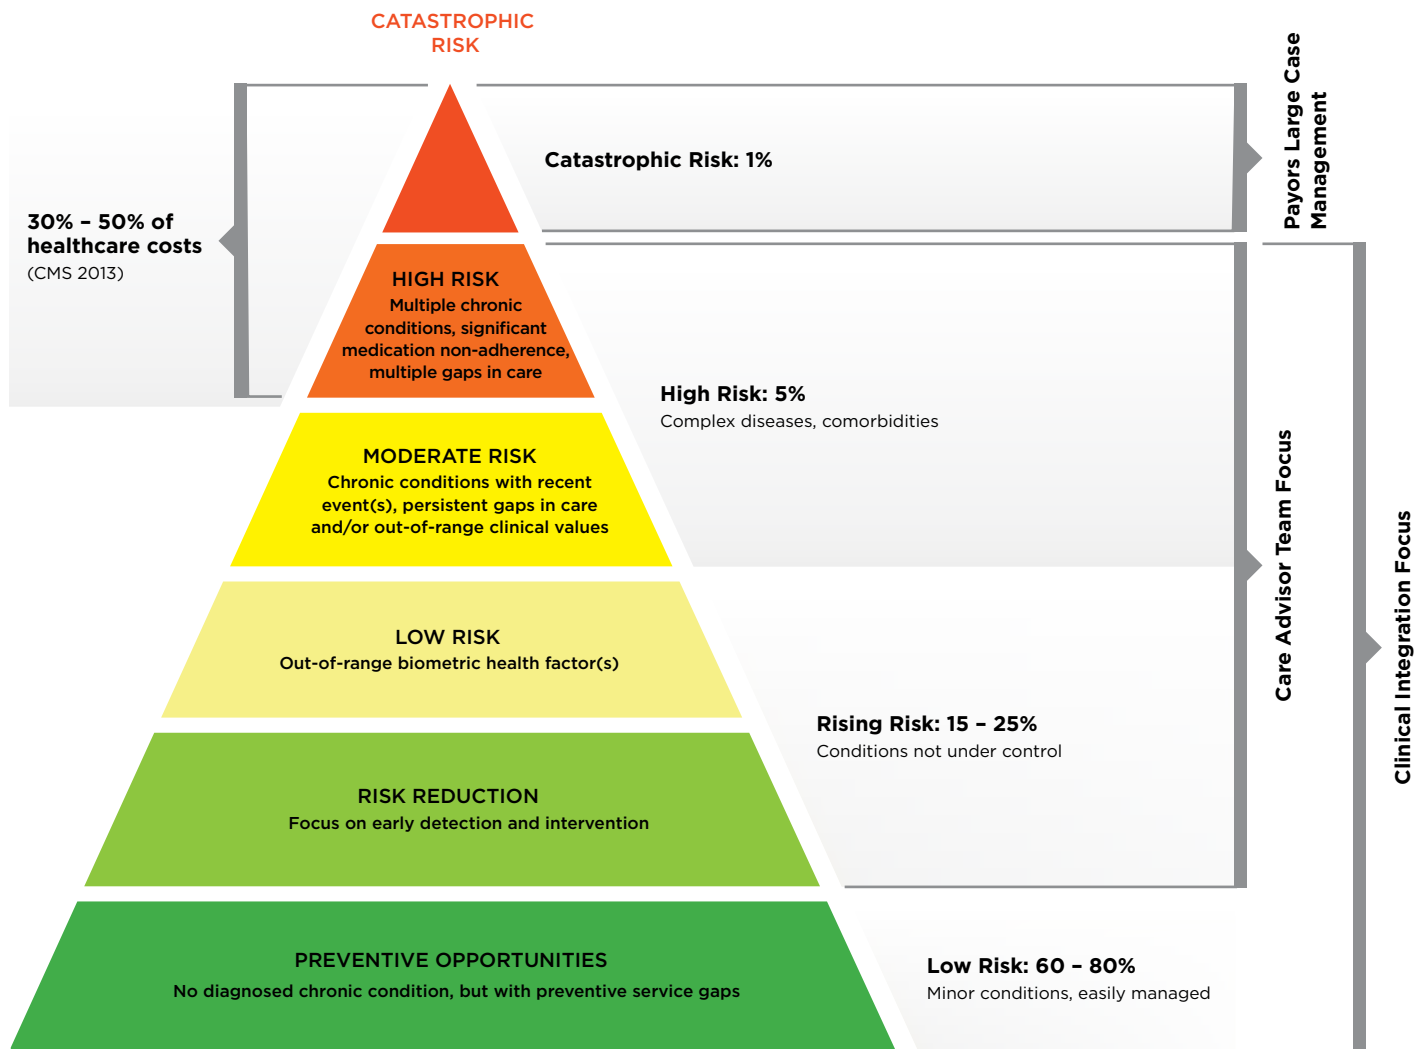 CATASTROPHIC
RISK
Catastrophic Risk: 1%
Payors Large Case
Management
30% – 50% of
healthcare costs
(CMS 2013)
HIGH RISK
Multiple chronic
conditions, significant
medication non-adherence,
multiple gaps in care
High Risk: 5%
Complex diseases, comorbidities
MODERATE RISK
Chronic conditions with recent
event(s), persistent gaps in care
and/or out-of-range clinical values
Care Advisor Team Focus
Clinical Integration Focus
LOW RISK
Out-of-range biometric health factor(s)
Rising Risk: 15 – 25%
Conditions not under control
RISK REDUCTION
Focus on early detection and intervention
PREVENTIVE OPPORTUNITIES
No diagnosed chronic condition, but with preventive service gaps
Low Risk: 60 – 80%
Minor conditions, easily managed